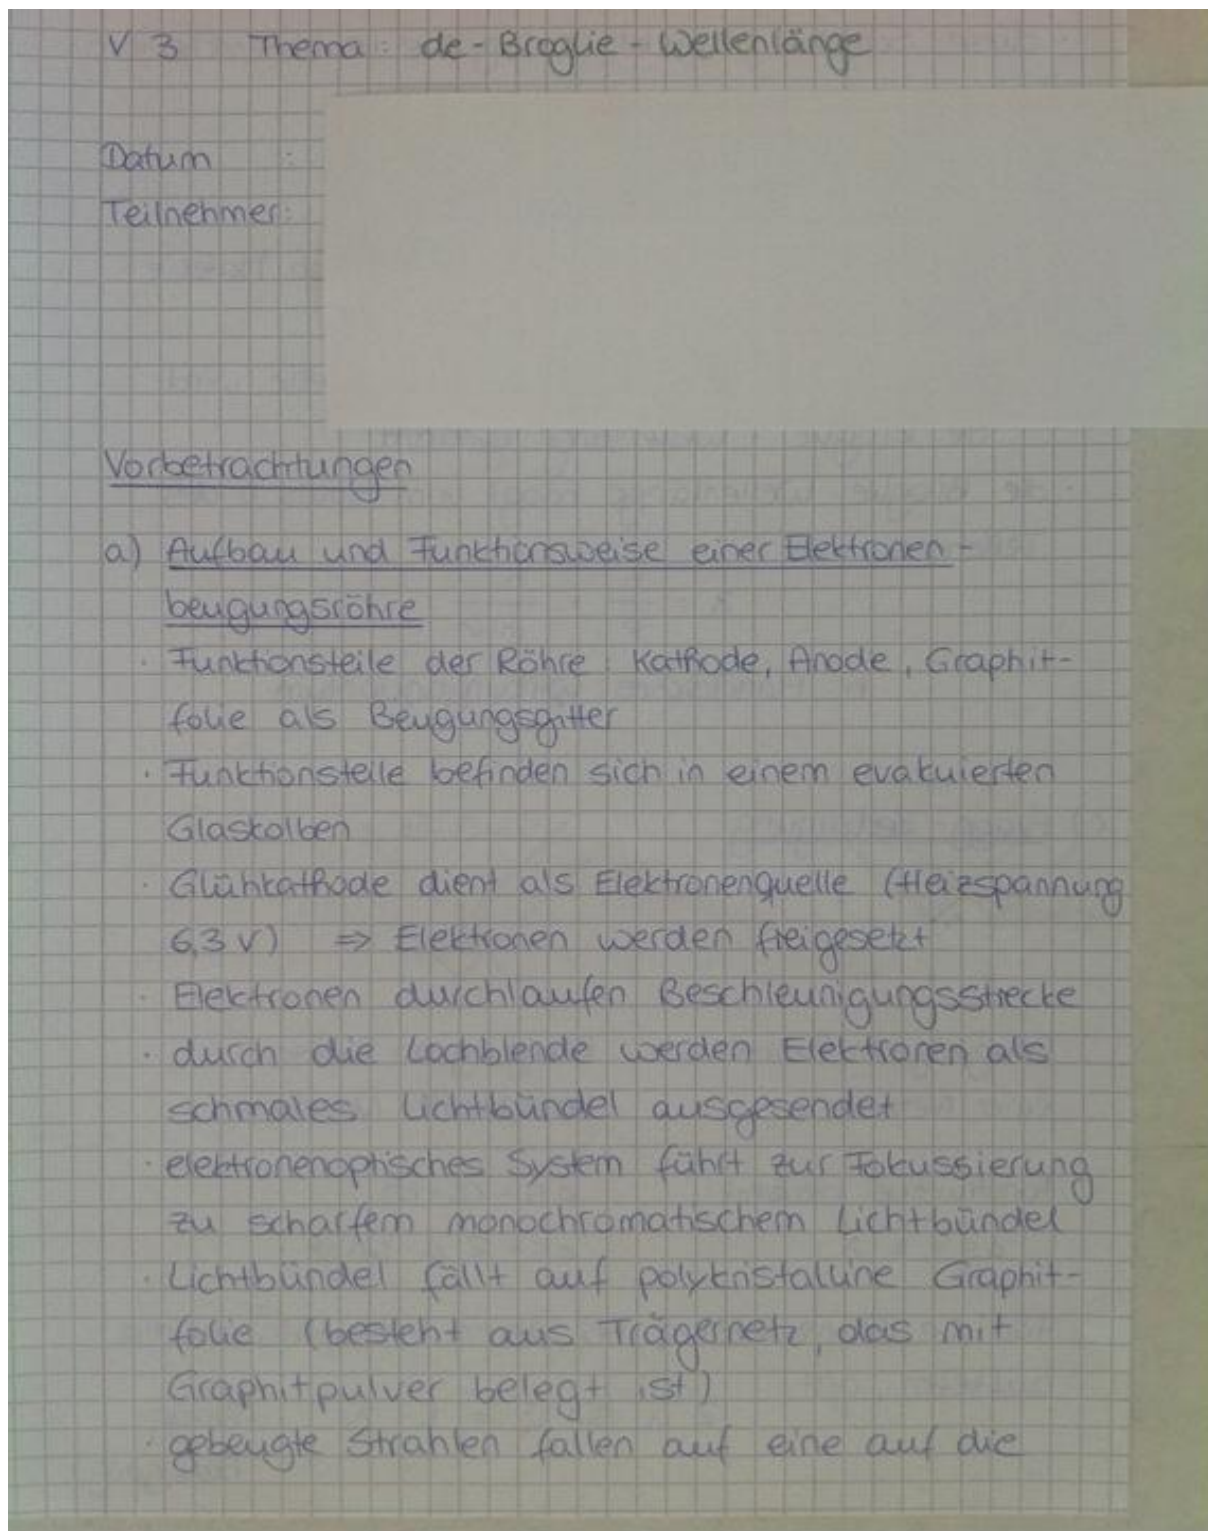 V 3 Thema: de-Broglie-Wellenlänge
Datum :
Teilnehmer:
Vorbetrachtungen
a) Aufbau und Funktionsweise einer Elektronen-
beugungsröhre
· Funktionsteile der Röhre: Kathode, Anode, Graphit-
folie als Beugungsgitter
· Funktionsteile befinden sich in einem evakuierten
Glaskolben
· Glühkathode dient als Elektronenquelle (Heizspannung
6,3 V) ⇒ Elektronen werden freigesetzt
· Elektronen durchlaufen Beschleunigungsstrecke
· durch die Lochblende werden Elektronen als
schmales Lichtbündel ausgesendet
· elektronenoptisches System führt zur Fokussierung
zu scharfem monochromatischem Lichtbündel
· Lichtbündel fällt auf polykristalline Graphit-
folie (besteht aus Trägernetz, das mit
Graphitpulver belegt ist)
· gebeugte Strahlen fallen auf eine auf die